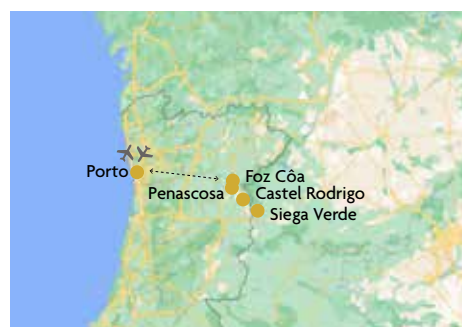 Porto
Foz Côa
Penascosa
Castel Rodrigo
Siega Verde